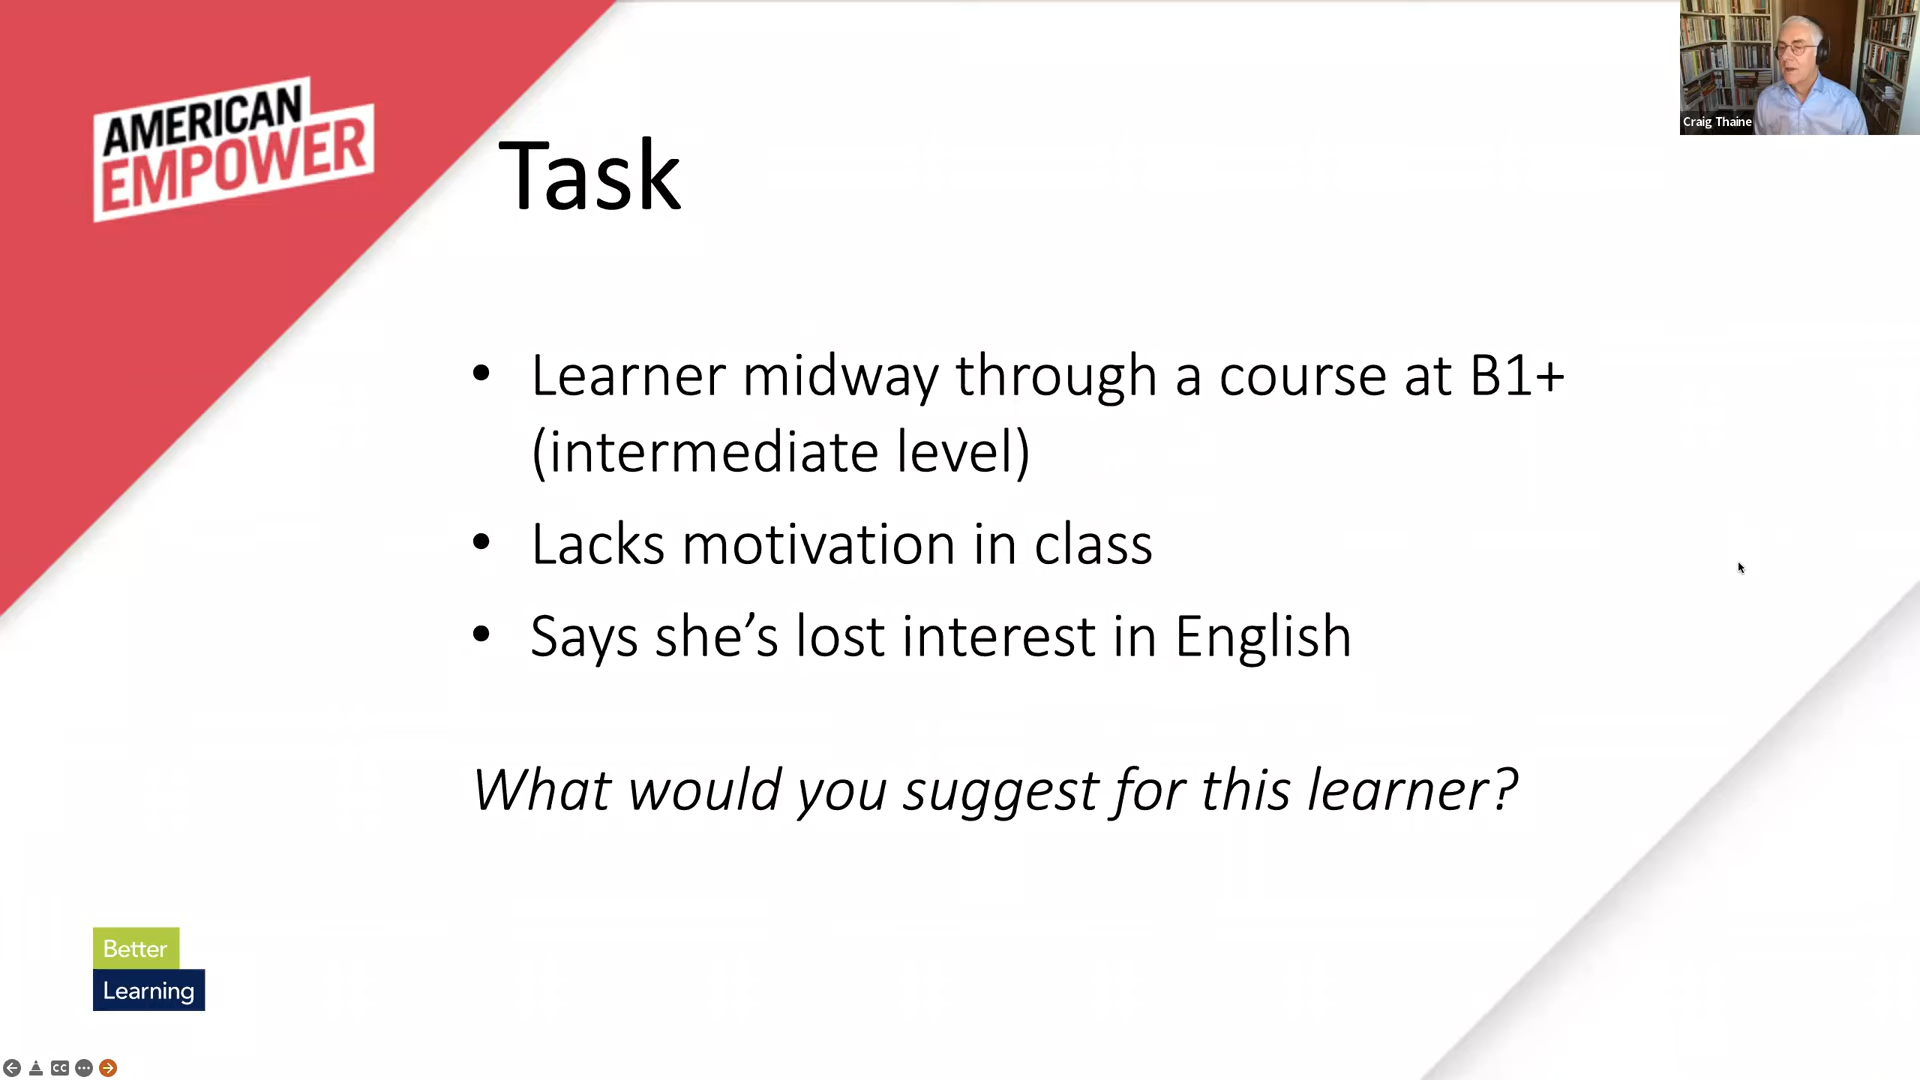 AMERICAN
EMPOWER
Craig Thaine
Task
• Learner midway through a course at B1+
(intermediate level)
• Lacks motivation in class
• Says she’s lost interest in English
What would you suggest for this learner?
Better
Learning
CC